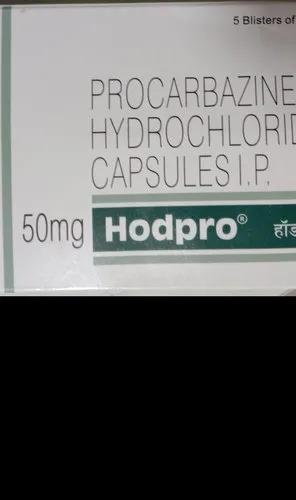 5 Blisters of
PROCARBAZINE
HYDROCHLORID
CAPSULES I.P.
50mg Hodpro® हॉड